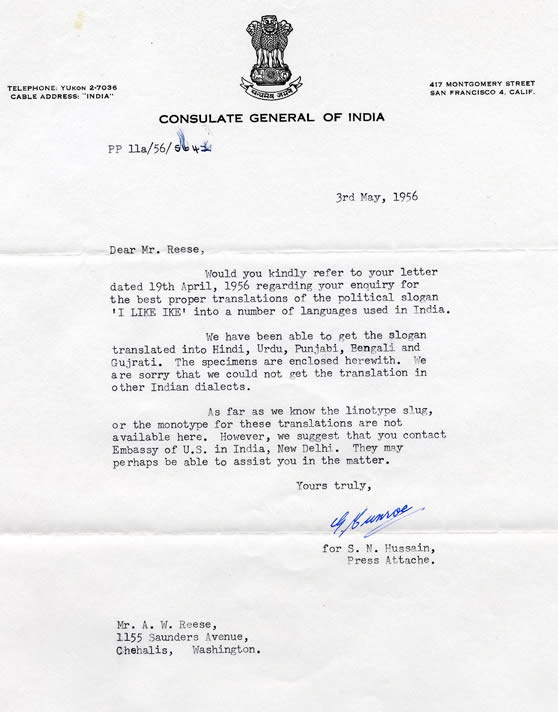 सत्यमेव जयते
TELEPHONE: YUKON 2-7036
CABLE ADDRESS: "INDIA"
417 MONTGOMERY STREET
SAN FRANCISCO 4, CALIF.
CONSULATE GENERAL OF INDIA
PP 11a/56/
3rd May, 1956
Dear Mr. Reese,
Would you kindly refer to your letter
dated 19th April, 1956 regarding your enquiry for
the best proper translations of the political slogan
'I LIKE IKE' into a number of languages used in India.
We have been able to get the slogan
translated into Hindi, Urdu, Punjabi, Bengali and
Gujrati. The specimens are enclosed herewith. We
are sorry that we could not get the translation in
other Indian dialects.
As far as we know the linotype slug,
or the monotype for these translations are not
available here. However, we suggest that you contact
Embassy of U.S. in India, New Delhi. They may
perhaps be able to assist you in the matter.
Yours truly,
for S. N. Hussain,
Press Attache.
Mr. A. W. Reese,
1155 Saunders Avenue,
Chehalis, Washington.